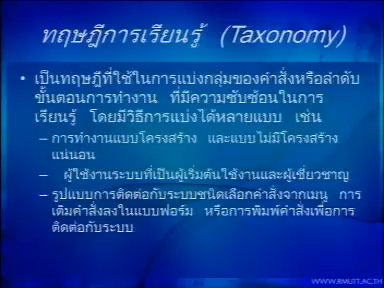 ทฤษฎีการเรียนรู้ (Taxonomy)
• เป็นทฤษฎีที่ใช้ในการแบ่งกลุ่มของคำสั่งหรือลำดับ
ขั้นตอนการทำงาน ที่มีความซับซ้อนในการ
เรียนรู้ โดยมีวิธีการแบ่งได้หลายแบบ เช่น
– การทำงานแบบโครงสร้าง และแบบไม่มีโครงสร้าง
แน่นอน
– ผู้ใช้งานระบบที่เป็นผู้เริ่มต้นใช้งานและผู้เชี่ยวชาญ
– รูปแบบการติดต่อกับระบบชนิดเลือกคำสั่งจากเมนู การ
เติมคำสั่งลงในแบบฟอร์ม หรือการพิมพ์คำสั่งเพื่อการ
ติดต่อกับระบบ
WWW.RMUTT.AC.TH